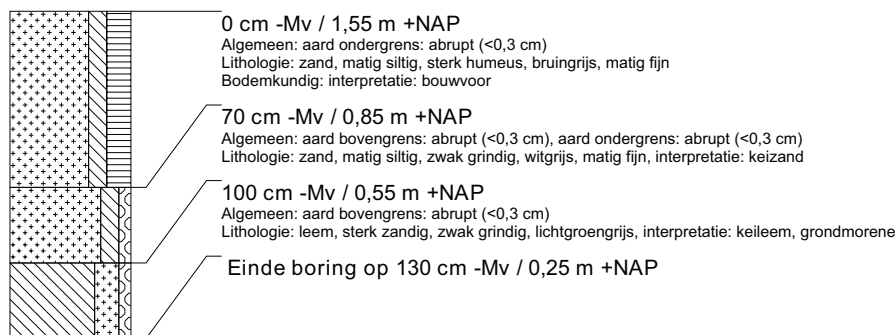 0 cm -Mv / 1,55 m +NAP
Algemeen: aard ondergrens: abrupt (<0,3 cm)
Lithologie: zand, matig siltig, sterk humeus, bruingrijs, matig fijn
Bodemkundig: interpretatie: bouwvoor
70 cm -Mv / 0,85 m +NAP
Algemeen: aard bovengrens: abrupt (<0,3 cm), aard ondergrens: abrupt (<0,3 cm)
Lithologie: zand, matig siltig, zwak grindig, witgrijs, matig fijn, interpretatie: keizand
100 cm -Mv / 0,55 m +NAP
Algemeen: aard bovengrens: abrupt (<0,3 cm)
Lithologie: leem, sterk zandig, zwak grindig, lichtgroengrijs, interpretatie: keileem, grondmorene
Einde boring op 130 cm -Mv / 0,25 m +NAP